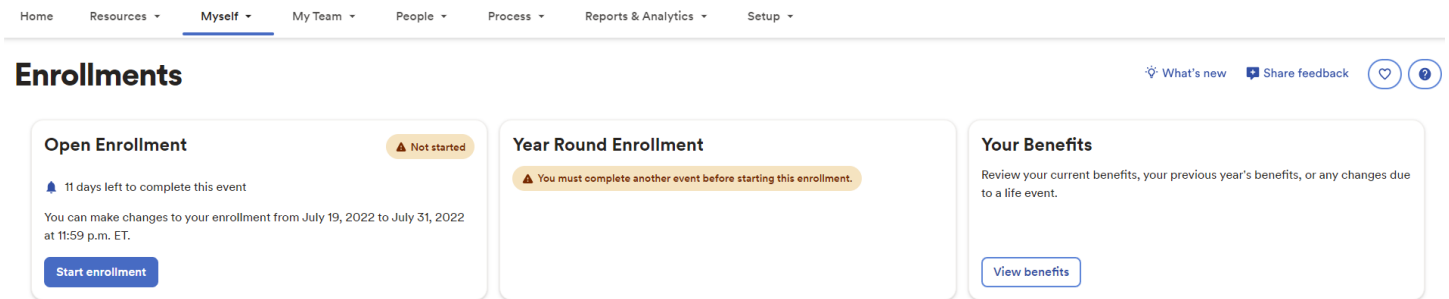 Home Resources Myself My Team People Process Reports & Analytics Setup
Enrollments
What's new Share feedback
Open Enrollment
Not started
11 days left to complete this event
You can make changes to your enrollment from July 19, 2022 to July 31, 2022
at 11:59 p.m. ET.
Start enrollment
Year Round Enrollment
You must complete another event before starting this enrollment.
Your Benefits
Review your current benefits, your previous year's benefits, or any changes due
to a life event.
View benefits